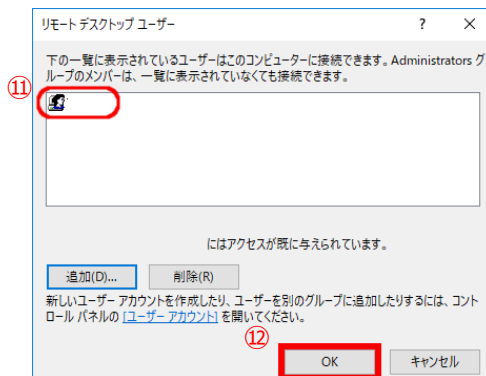 リモート デスクトップ ユーザー ? ×
下の一覧に表示されているユーザーはこのコンピューターに接続できます。Administrators グ
ループのメンバーは、一覧に表示されていなくても接続できます。
⑪
にはアクセスが既に与えられています。
追加(D)... 削除(R)
新しいユーザー アカウントを作成したり、ユーザーを別のグループに追加したりするには、コント
ロール パネルの [ユーザー アカウント] を開いてください。
⑫
OK キャンセル